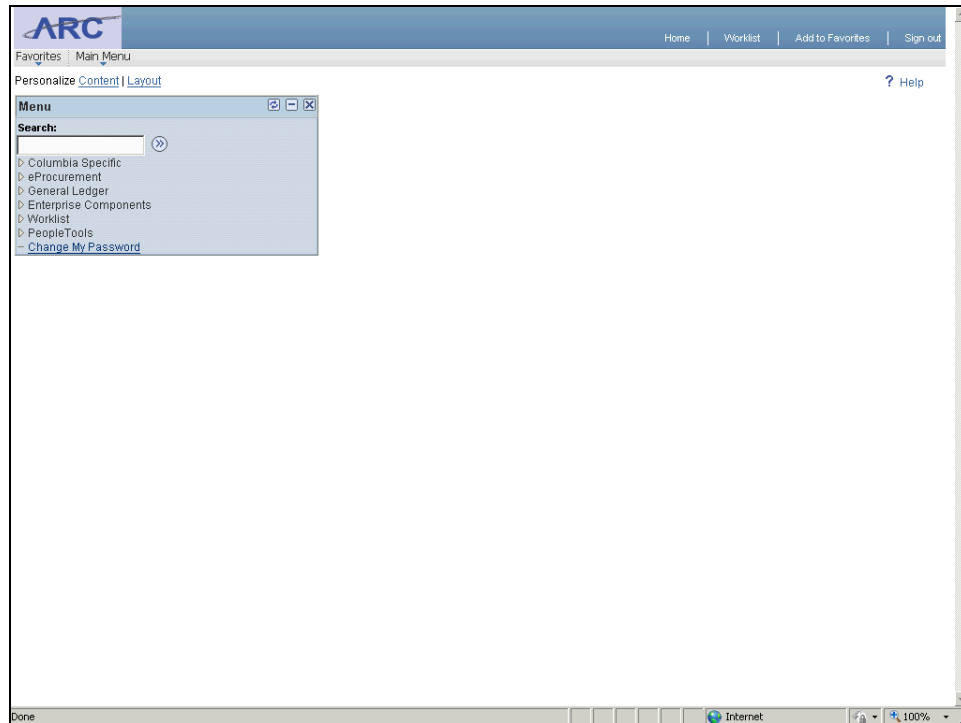 ARC
Home | Worklist | Add to Favorites | Sign out
Favorites Main Menu
Personalize Content | Layout
? Help
Menu
Search:
Columbia Specific
eProcurement
General Ledger
Enterprise Components
Worklist
PeopleTools
Change My Password
Done
Internet
100%